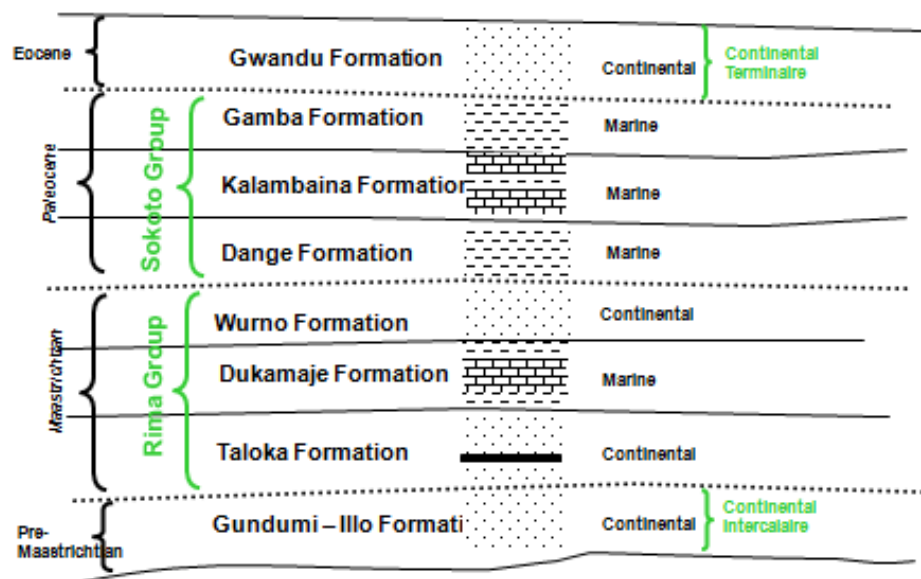 Eocene
Gwandu Formation
Continental
Continental
Terminaire
Gamba Formation
Marine
Paleocene
Sokoto Group
Kalambaina Formation
Marine
Dange Formation
Marine
Wurno Formation
Continental
Maastrichtian
Rima Group
Dukamaje Formation
Marine
Taloka Formation
Continental
Pre-
Maastrichtian
Gundumi – Illo Formati
Continental
Continental
Intercalaire